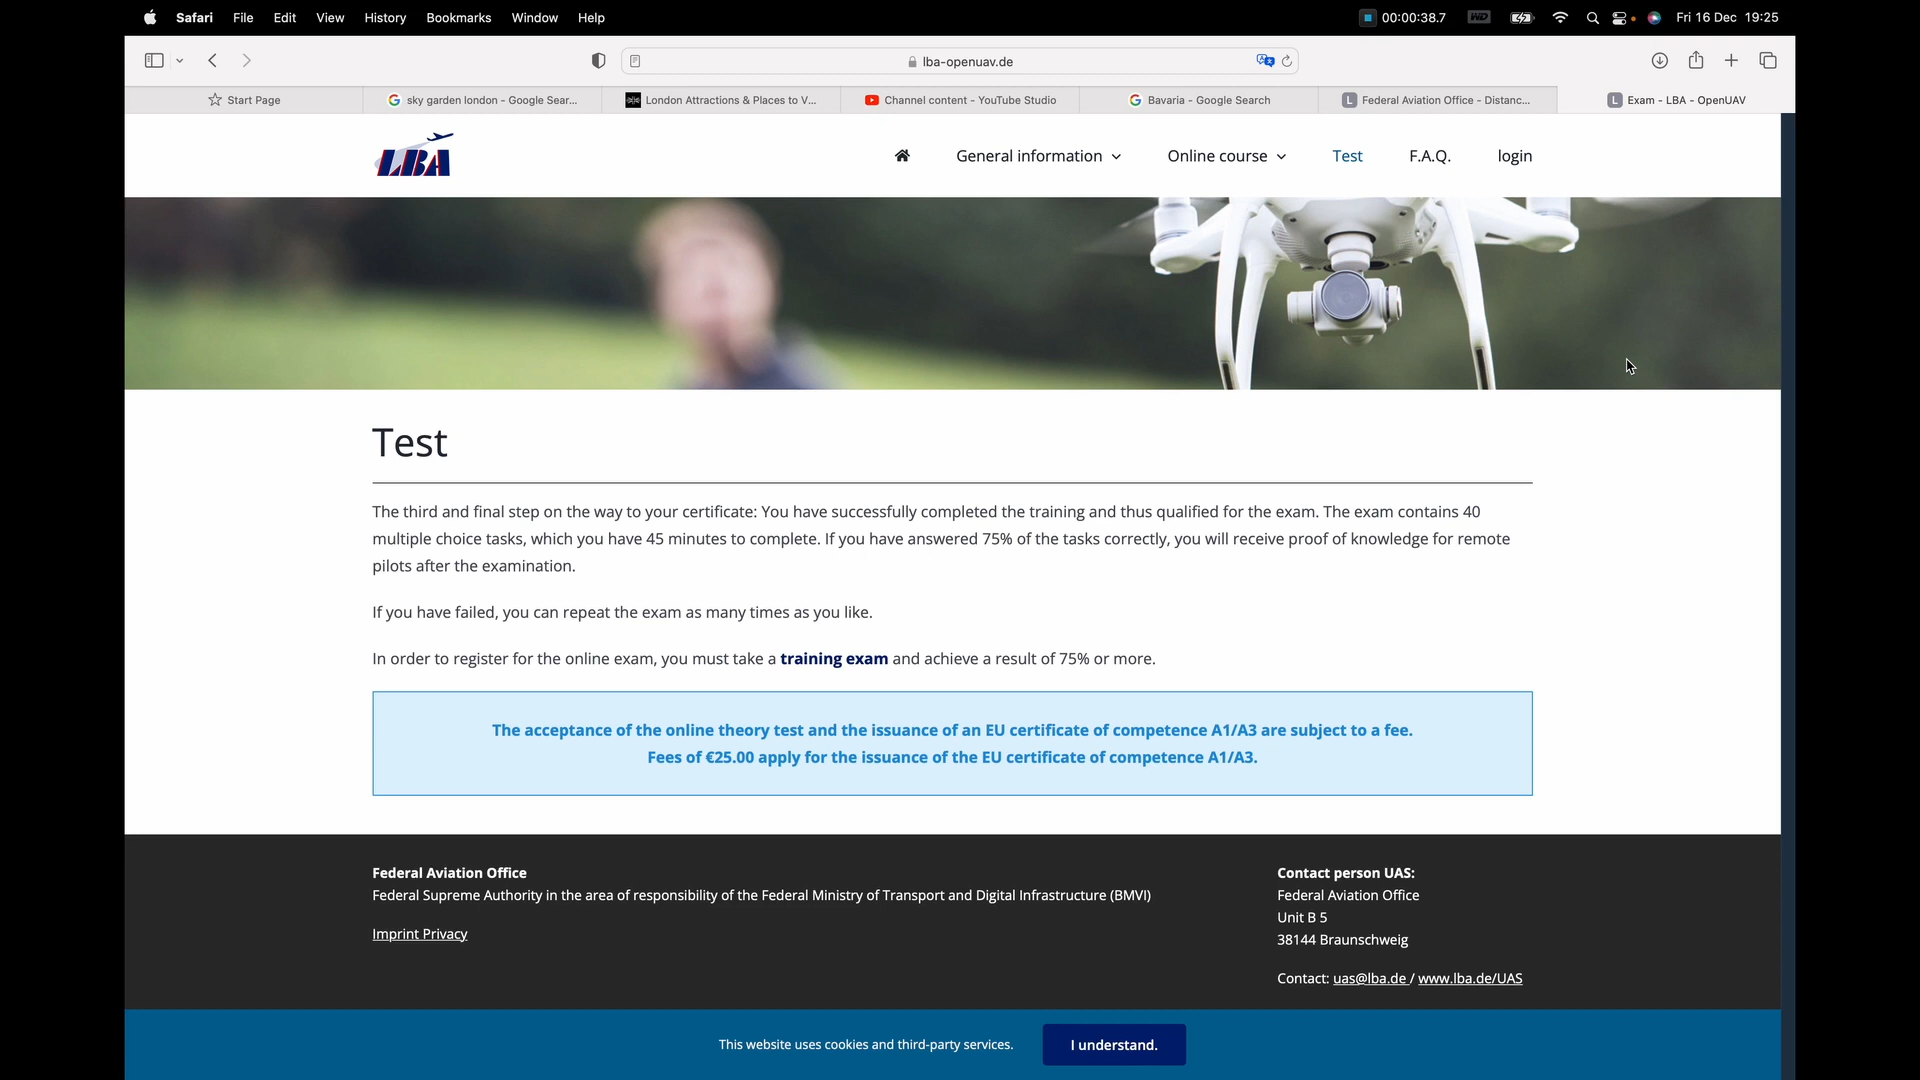 Safari File Edit View History Bookmarks Window Help
00:00:38.7 WD Fri 16 Dec 19:25
lba-openuav.de
Start Page
sky garden london - Google Sear...
London Attractions & Places to V...
Channel content - YouTube Studio
Bavaria - Google Search
L Federal Aviation Office - Distanc...
L Exam - LBA - OpenUAV
LBA
General information
Online course
Test
F.A.Q.
login
Test
The third and final step on the way to your certificate: You have successfully completed the training and thus qualified for the exam. The exam contains 40
multiple choice tasks, which you have 45 minutes to complete. If you have answered 75% of the tasks correctly, you will receive proof of knowledge for remote
pilots after the examination.
If you have failed, you can repeat the exam as many times as you like.
In order to register for the online exam, you must take a training exam and achieve a result of 75% or more.
The acceptance of the online theory test and the issuance of an EU certificate of competence A1/A3 are subject to a fee.
Fees of €25.00 apply for the issuance of the EU certificate of competence A1/A3.
Federal Aviation Office
Federal Supreme Authority in the area of responsibility of the Federal Ministry of Transport and Digital Infrastructure (BMVI)
Imprint Privacy
Contact person UAS:
Federal Aviation Office
Unit B 5
38144 Braunschweig
Contact: uas@lba.de / www.lba.de/UAS
This website uses cookies and third-party services.
I understand.